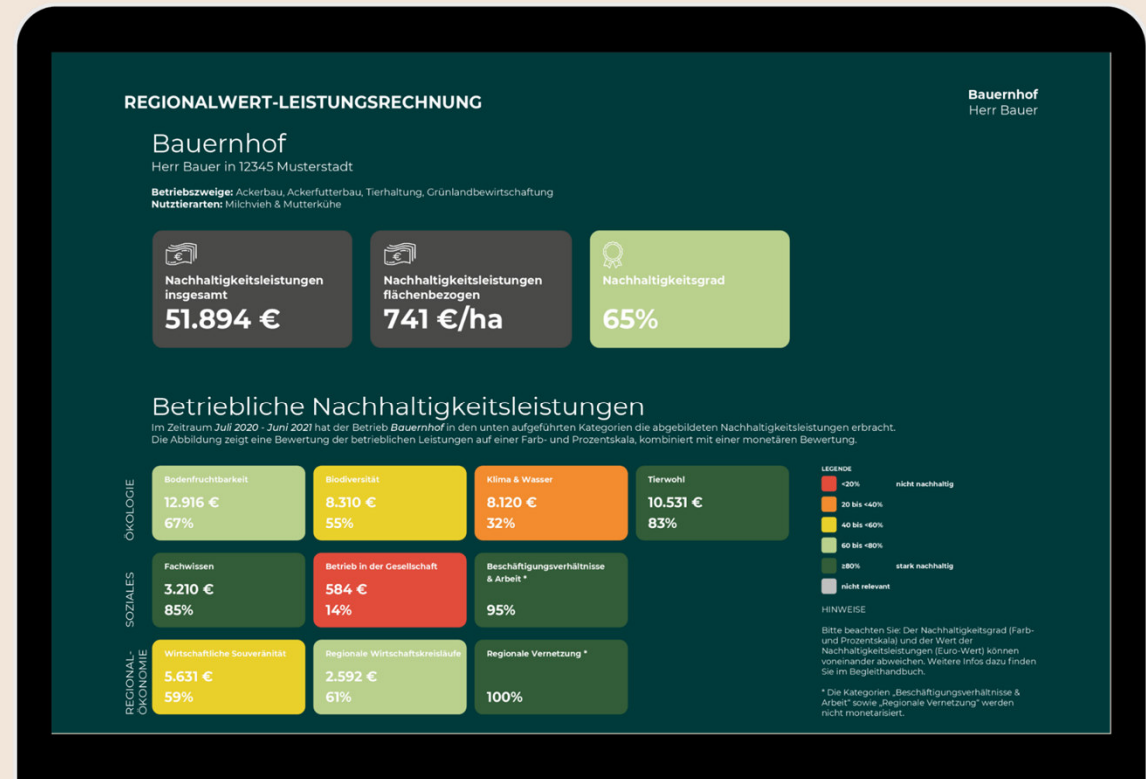 REGIONALWERT-LEISTUNGSRECHNUNG
Bauernhof
Herr Bauer
Bauernhof
Herr Bauer in 12345 Musterstadt
Betriebszweige: Ackerbau, Ackerfutterbau, Tierhaltung, Grünlandbewirtschaftung
Nutztierarten: Milchvieh & Mutterkühe
Nachhaltigkeitsleistungen
insgesamt
51.894 €
Nachhaltigkeitsleistungen
flächenbezogen
741 €/ha
Nachhaltigkeitsgrad
65%
Betriebliche Nachhaltigkeitsleistungen
Im Zeitraum Juli 2020 - Juni 2021 hat der Betrieb Bauernhof in den unten aufgeführten Kategorien die abgebildeten Nachhaltigkeitsleistungen erbracht.
Die Abbildung zeigt eine Bewertung der betrieblichen Leistungen auf einer Farb- und Prozentskala, kombiniert mit einer monetären Bewertung.
ÖKOLOGIE
Bodenfruchtbarkeit
12.916 €
67%
Biodiversität
8.310 €
55%
Klima & Wasser
8.120 €
32%
Tierwohl
10.531 €
83%
SOZIALES
Fachwissen
3.210 €
85%
Betrieb in der Gesellschaft
584 €
14%
Beschäftigungsverhältnisse
& Arbeit *
95%
REGIONAL-
ÖKONOMIE
Wirtschaftliche Souveränität
5.631 €
59%
Regionale Wirtschaftskreisläufe
2.592 €
61%
Regionale Vernetzung *
100%
LEGENDE
<20% nicht nachhaltig
20 bis <40%
40 bis <60%
60 bis <80%
≥80% stark nachhaltig
nicht relevant
HINWEISE
Bitte beachten Sie: Der Nachhaltigkeitsgrad (Farb-
und Prozentskala) und der Wert der
Nachhaltigkeitsleistungen (Euro-Wert) können
voneinander abweichen. Weitere Infos dazu finden
Sie im Begleithandbuch.
* Die Kategorien „Beschäftigungsverhältnisse &
Arbeit" sowie „Regionale Vernetzung" werden
nicht monetarisiert.